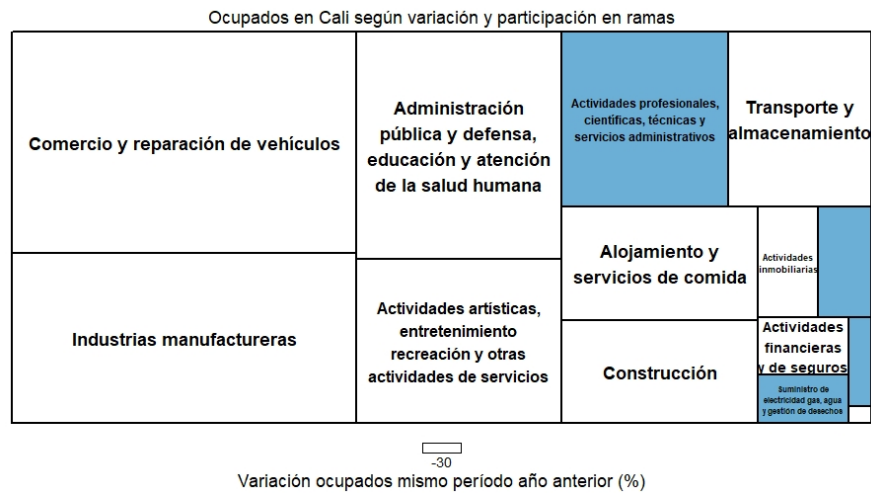 Ocupados en Cali según variación y participación en ramas
Comercio y reparación de vehículos
Industrias manufactureras
Administración
pública y defensa,
educación y atención
de la salud humana
Actividades artísticas,
entretenimiento
recreación y otras
actividades de servicios
Actividades profesionales,
científicas, técnicas y
servicios administrativos
Transporte y
almacenamiento
Alojamiento y
servicios de comida
Construcción
Actividades
inmobiliarias
Actividades
financieras
y de seguros
Suministro de
electricidad gas, agua
y gestión de desechos
-30
Variación ocupados mismo período año anterior (%)